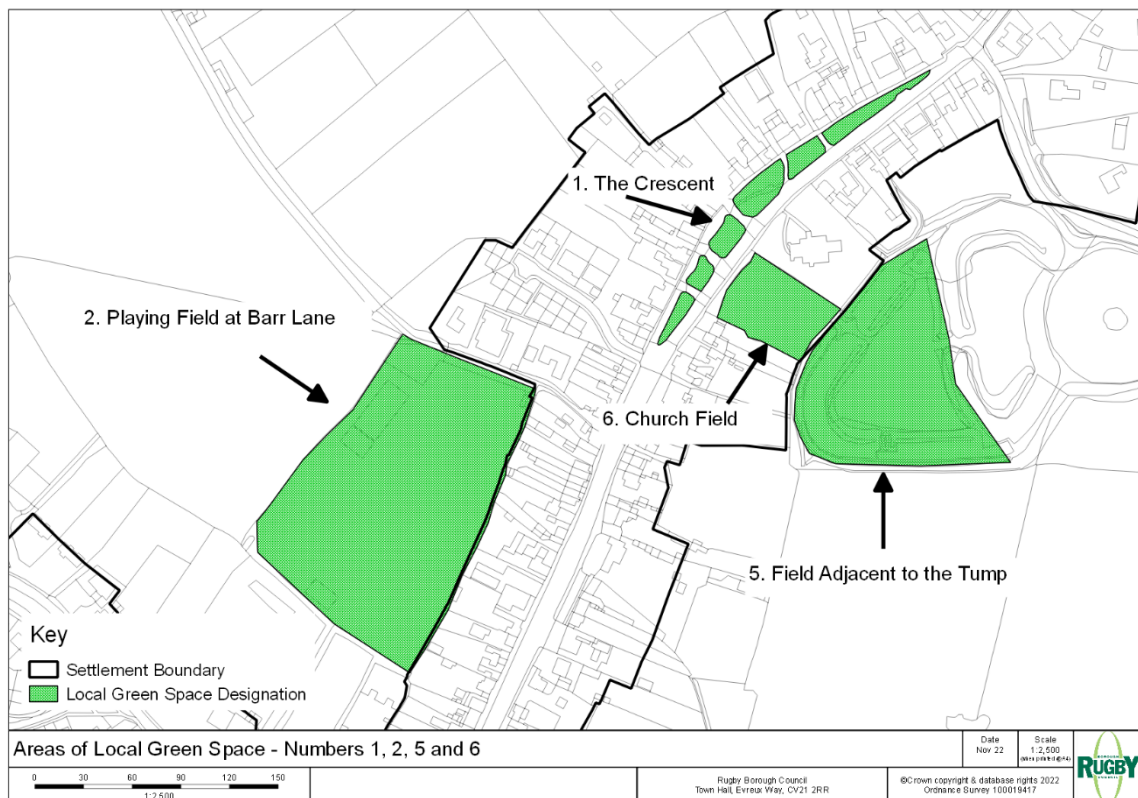 1. The Crescent
2. Playing Field at Barr Lane
6. Church Field
5. Field Adjacent to the Tump
Key
Settlement Boundary
Local Green Space Designation
Areas of Local Green Space - Numbers 1, 2, 5 and 6
Date
Nov 22
Scale
1:2,500
(When printed @A4)
0 30 60 90 120 150
1:2,500
Rugby Borough Council
Town Hall, Evreux Way, CV21 2RR
©Crown copyright & database rights 2022
Ordnance Survey 100019417
RUGBY